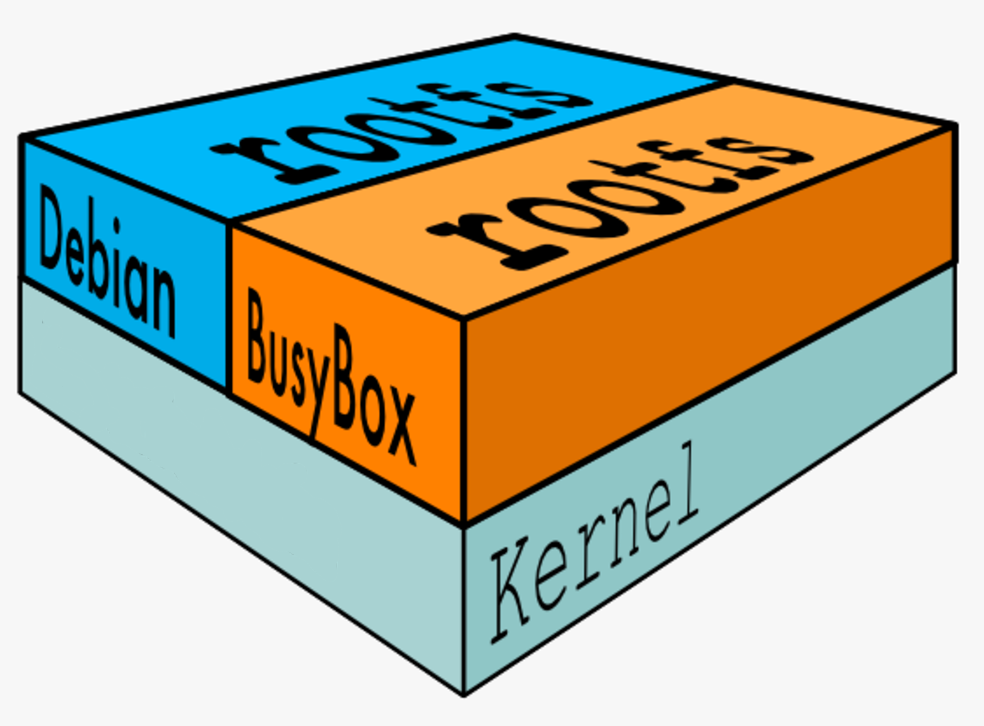 rootfs
rootfs
Debian
BusyBox
Kernel